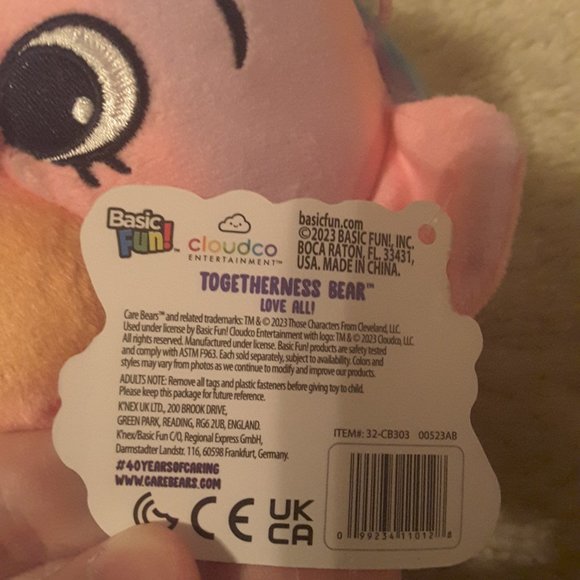 Basic Fun!™
cloudco
ENTERTAINMENT™
basicfun.com
©2023 BASIC FUN!, INC.
BOCA RATON, FL, 33431,
USA. MADE IN CHINA.
TOGETHERNESS BEAR™
LOVE ALL!
Care Bears™ and related trademarks: TM & © 2023 Those Characters From Cleveland, LLC.
Used under license by Basic Fun! Cloudco Entertainment with logo: TM & © 2023 Cloudco, LLC
All rights reserved. Manufactured under license. Basic Fun! products are safety tested
and comply with ASTM F963. Each sold separately, subject to availability. Colors and
styles may vary from photos as we continue to modify and improve our products.
ADULTS NOTE: Remove all tags and plastic fasteners before giving toy to child.
Please keep this package for future reference.
K'NEX UK LTD., 200 BROOK DRIVE,
GREEN PARK, READING, RG6 2UB, ENGLAND.
K'nex/Basic Fun C/O, Regional Express GmbH,
Darmstadter Landstr. 116, 60598 Frankfurt, Germany.
#40YEARSOFCARING
WWW.CAREBEARS.COM
CE UK CA
ITEM#: 32-CB303 00523AB
0 99234 11012 8